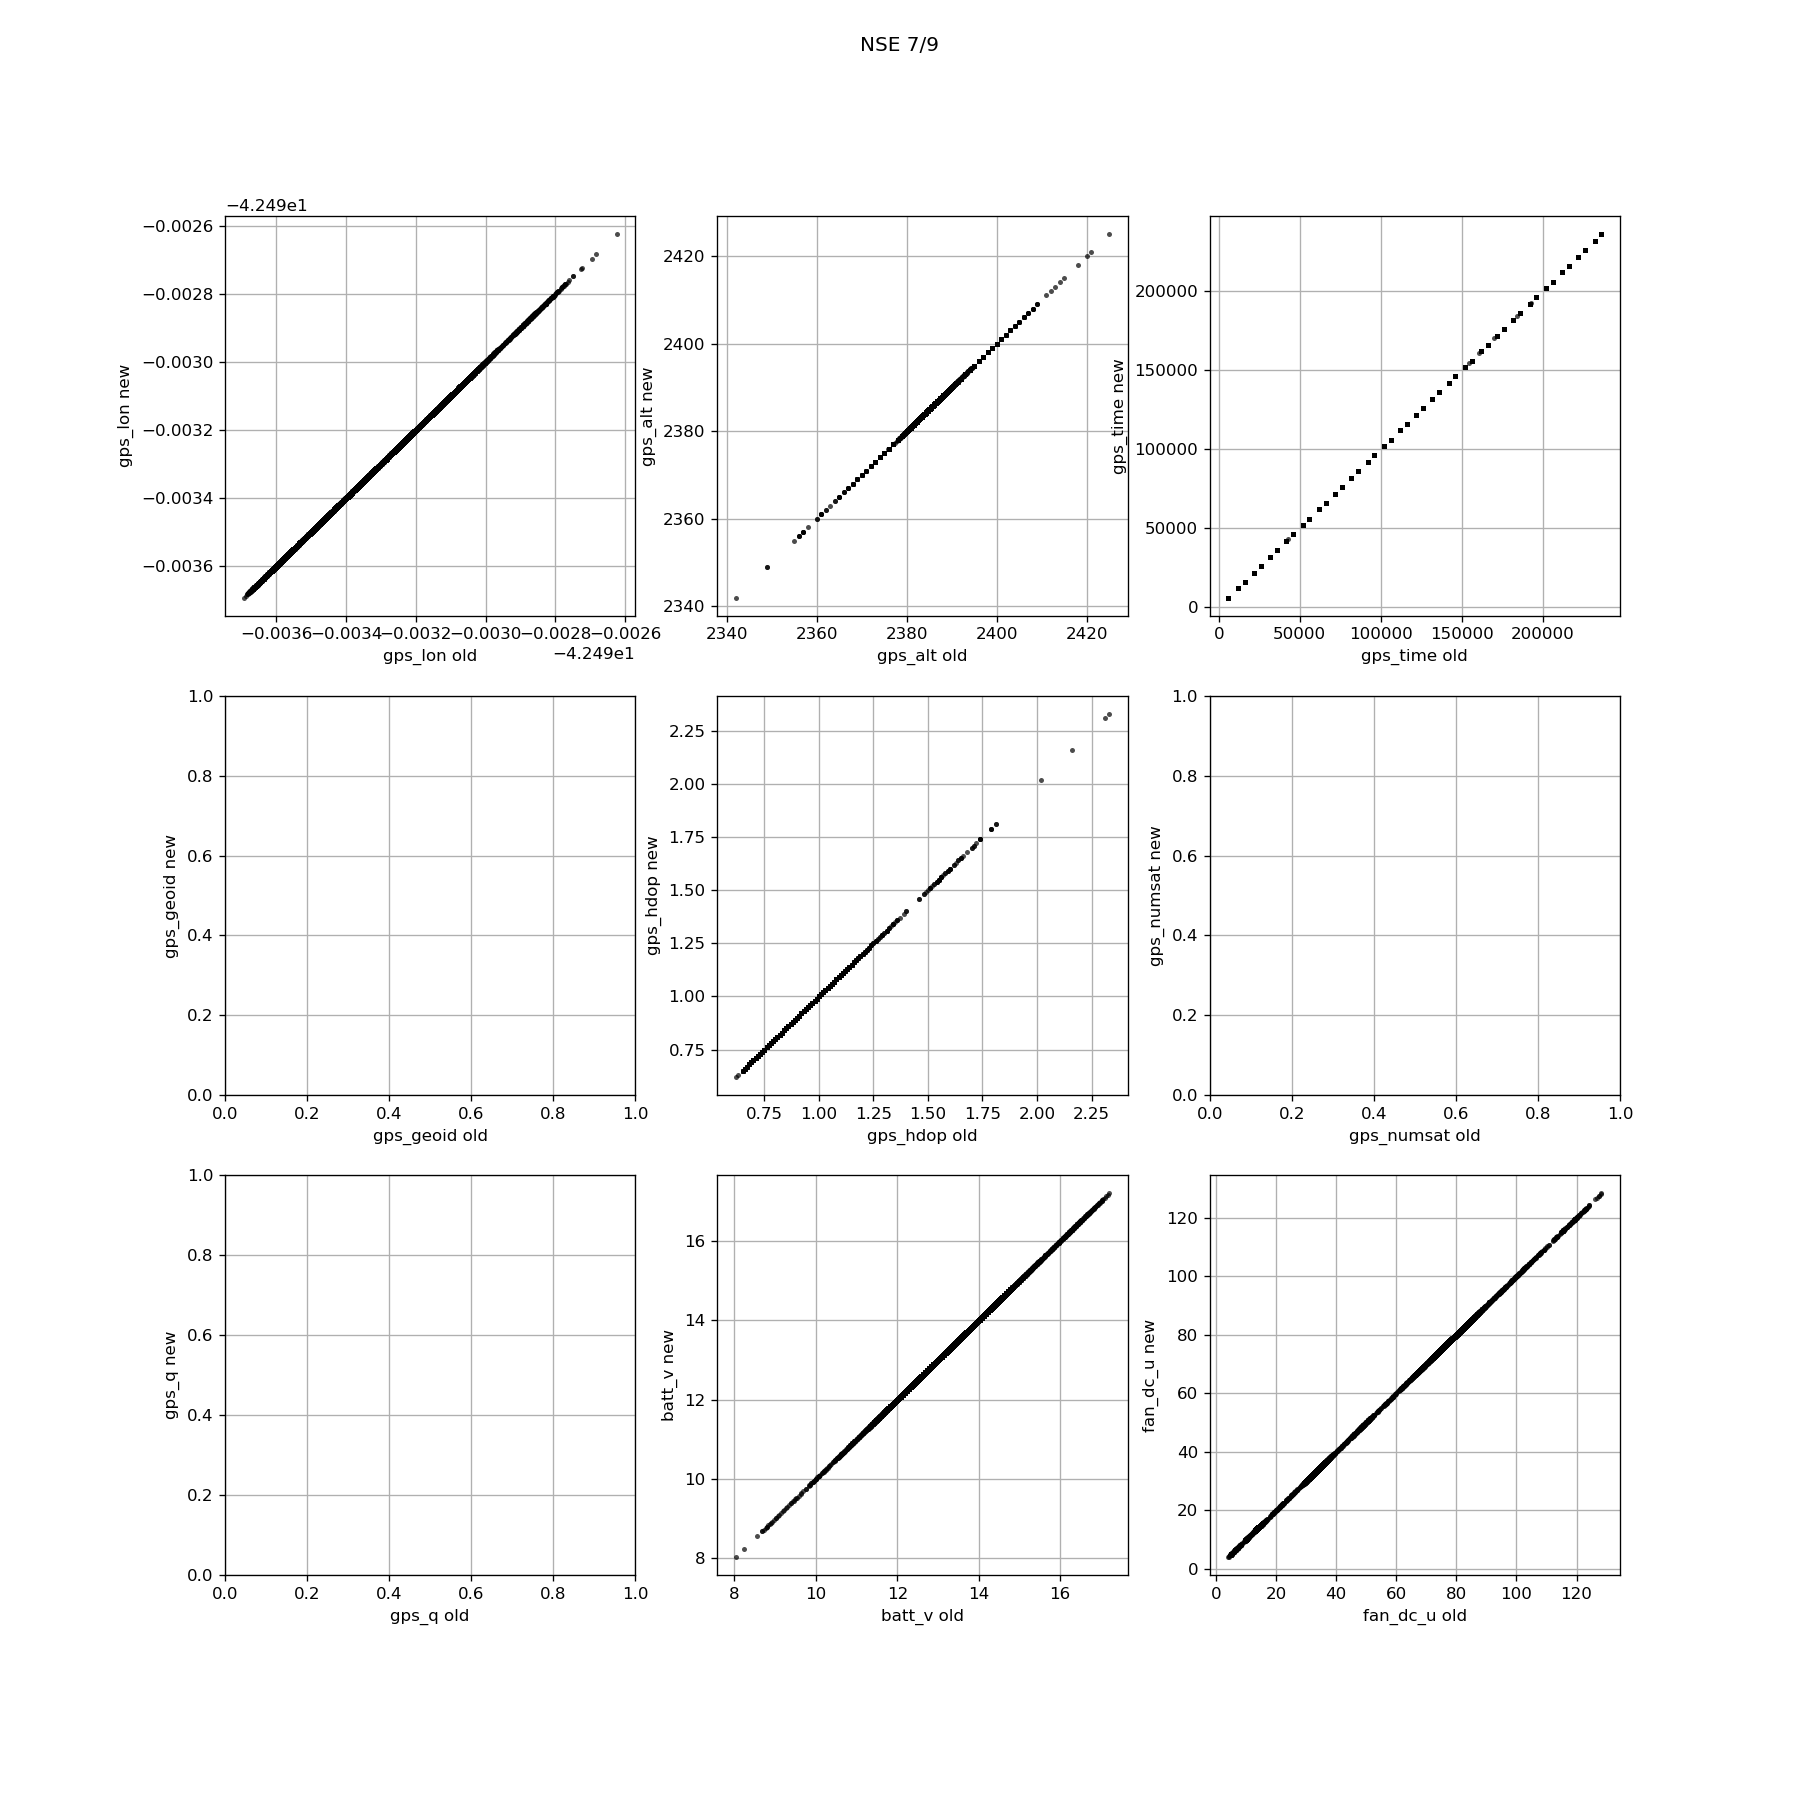 NSE 7/9
−4.249e1
−0.0026
−0.0028
−0.0030
−0.0032
−0.0034
−0.0036
gps_lon new
−0.0036 −0.0034 −0.0032 −0.0030 −0.0028 −0.0026
gps_lon old
−4.249e1
2420
2400
2380
2360
2340
gps_alt new
2340 2360 2380 2400 2420
gps_alt old
200000
150000
100000
50000
0
gps_time new
0 50000 100000 150000 200000
gps_time old
1.0
0.8
0.6
0.4
0.2
0.0
gps_geoid new
0.0 0.2 0.4 0.6 0.8 1.0
gps_geoid old
2.25
2.00
1.75
1.50
1.25
1.00
0.75
gps_hdop new
0.75 1.00 1.25 1.50 1.75 2.00 2.25
gps_hdop old
1.0
0.8
0.6
0.4
0.2
0.0
gps_numsat new
0.0 0.2 0.4 0.6 0.8 1.0
gps_numsat old
1.0
0.8
0.6
0.4
0.2
0.0
gps_q new
0.0 0.2 0.4 0.6 0.8 1.0
gps_q old
16
14
12
10
8
batt_v new
8 10 12 14 16
batt_v old
120
100
80
60
40
20
0
fan_dc_u new
0 20 40 60 80 100 120
fan_dc_u old